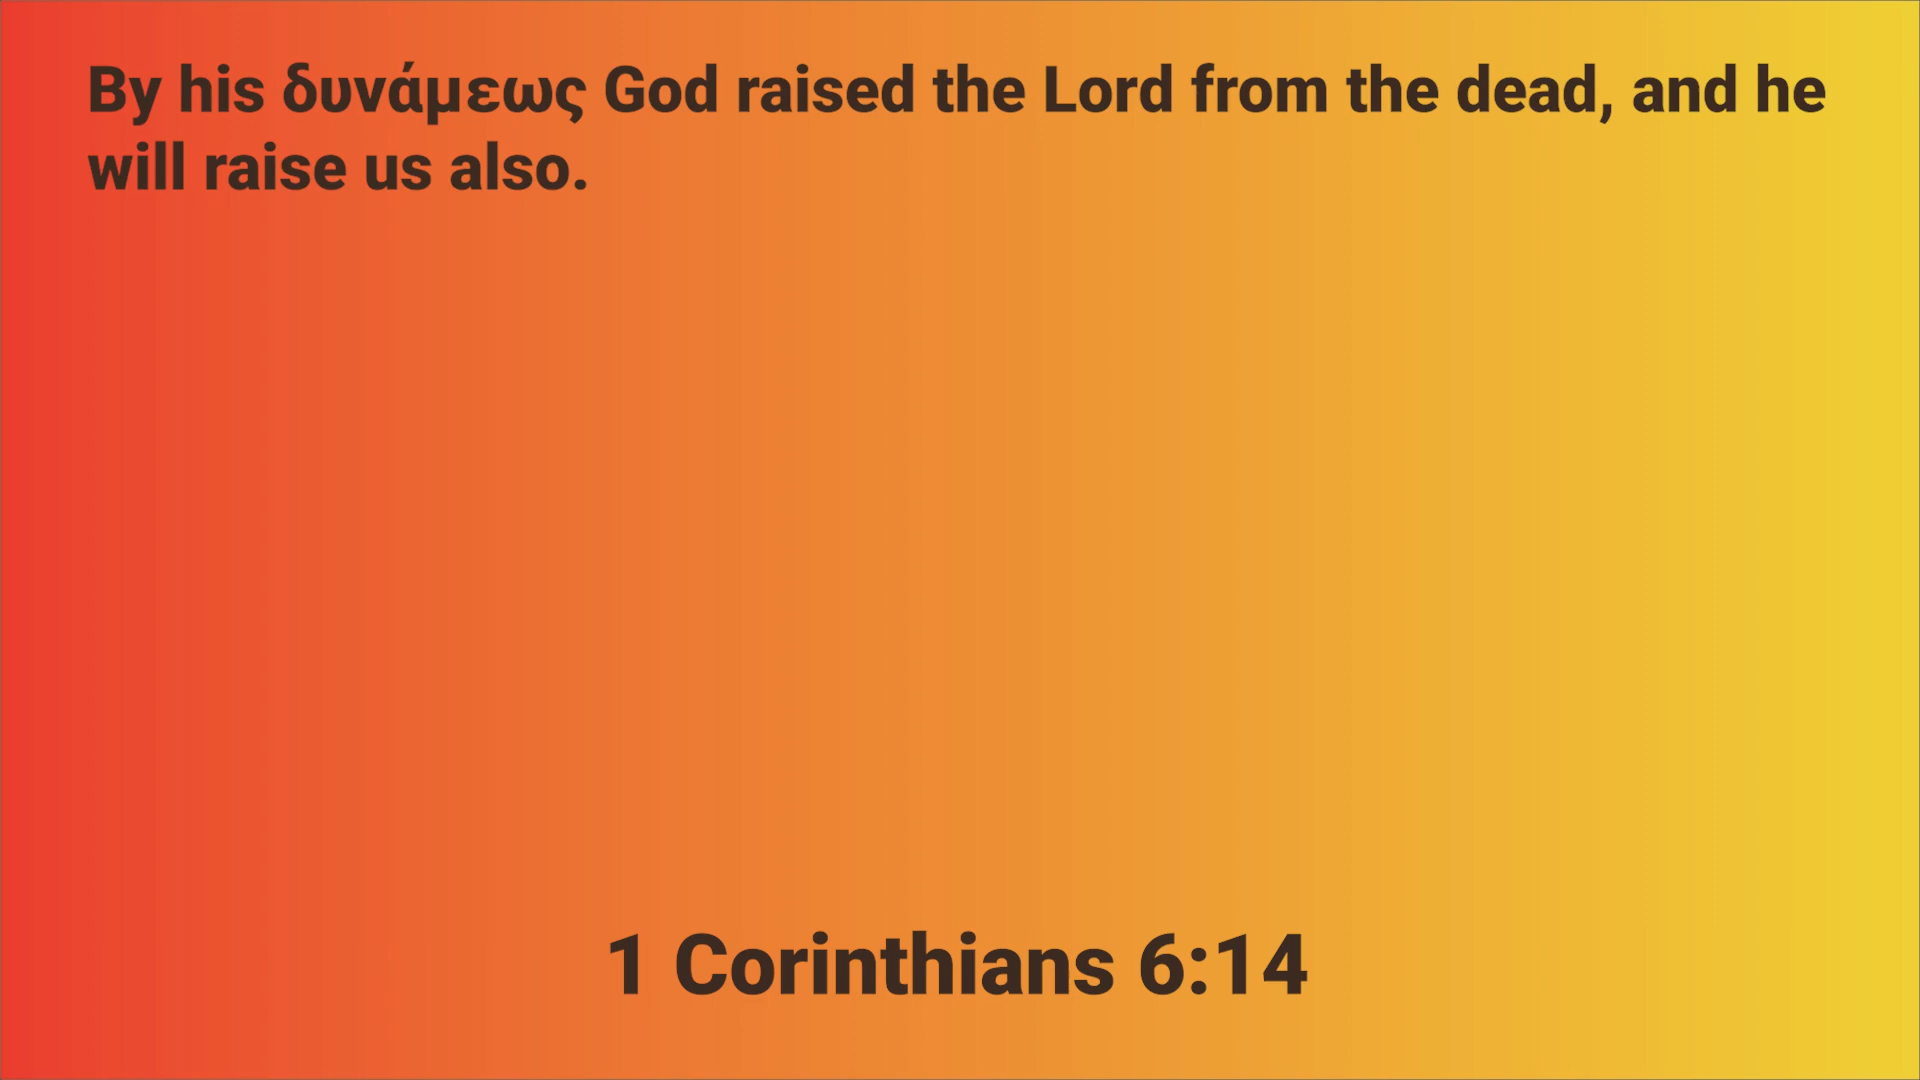 By his δυνάμεως God raised the Lord from the dead, and he
will raise us also.
1 Corinthians 6:14